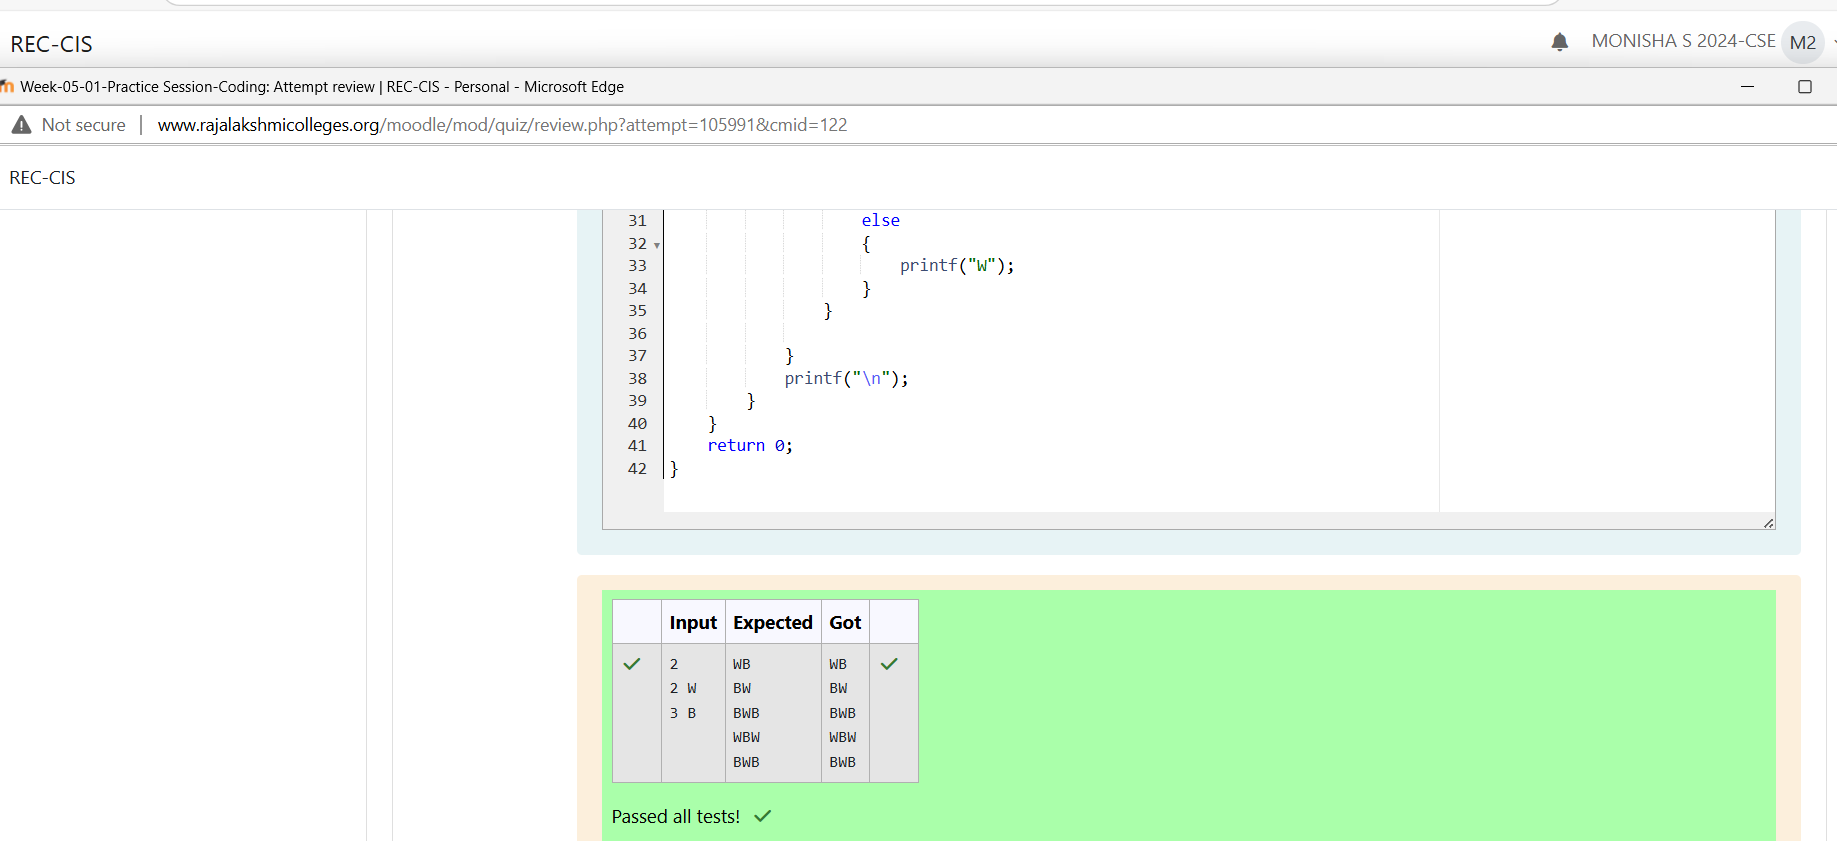 REC-CIS
MONISHA S 2024-CSE M2
Week-05-01-Practice Session-Coding: Attempt review | REC-CIS - Personal - Microsoft Edge
Not secure | www.rajalakshmicolleges.org/moodle/mod/quiz/review.php?attempt=105991&cmid=122
REC-CIS
31 else
32 {
33 printf("W");
34 }
35 }
36
37 }
38 printf("\n");
39 }
40 }
41 return 0;
42 }
Input Expected Got
2 WB WB
2 W BW BW
3 B BWB BWB
WBW WBW
BWB BWB
Passed all tests!